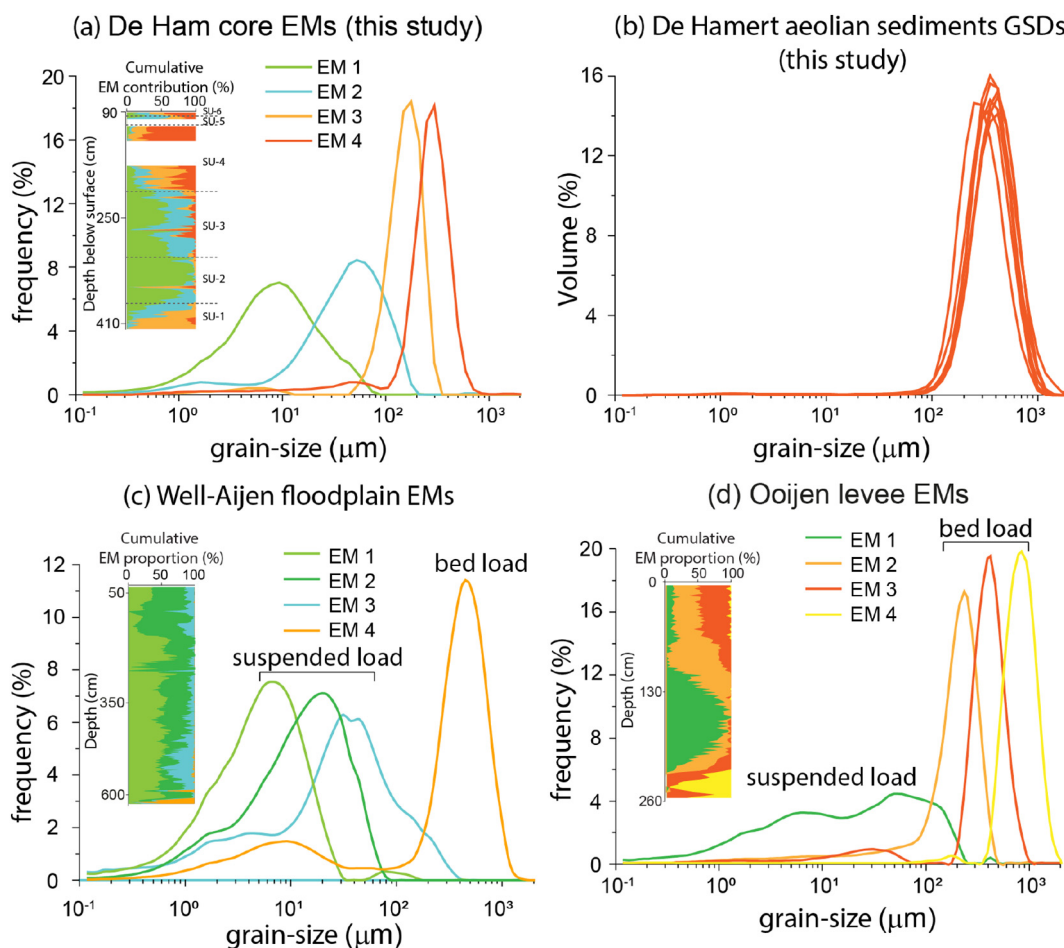 (a) De Ham core EMs (this study)
Cumulative
EM contribution (%)
0 100
90
250
410
Depth below surface (cm)
SU-6
SU-5
SU-4
SU-3
SU-2
SU-1
EM 1
EM 2
EM 3
EM 4
20
16
12
8
4
0
frequency (%)
10⁻¹ 10⁰ 10¹ 10² 10³
grain-size (μm)
(b) De Hamert aeolian sediments GSDs
(this study)
16
14
12
10
8
6
4
2
0
Volume (%)
10⁻¹ 10⁰ 10¹ 10² 10³
grain-size (μm)
(c) Well-Aijen floodplain EMs
Cumulative
EM proportion (%)
0 100
50
350
600
Depth (cm)
EM 1
EM 2
EM 3
EM 4
suspended load
bed load
12
10
8
6
4
2
0
frequency (%)
10⁻¹ 10⁰ 10¹ 10² 10³
grain-size (μm)
(d) Ooijen levee EMs
Cumulative
EM proportion (%)
0 100
0
130
260
Depth (cm)
EM 1
EM 2
EM 3
EM 4
bed load
suspended load
20
16
12
8
4
0
frequency (%)
10⁻¹ 10⁰ 10¹ 10² 10³
grain-size (μm)